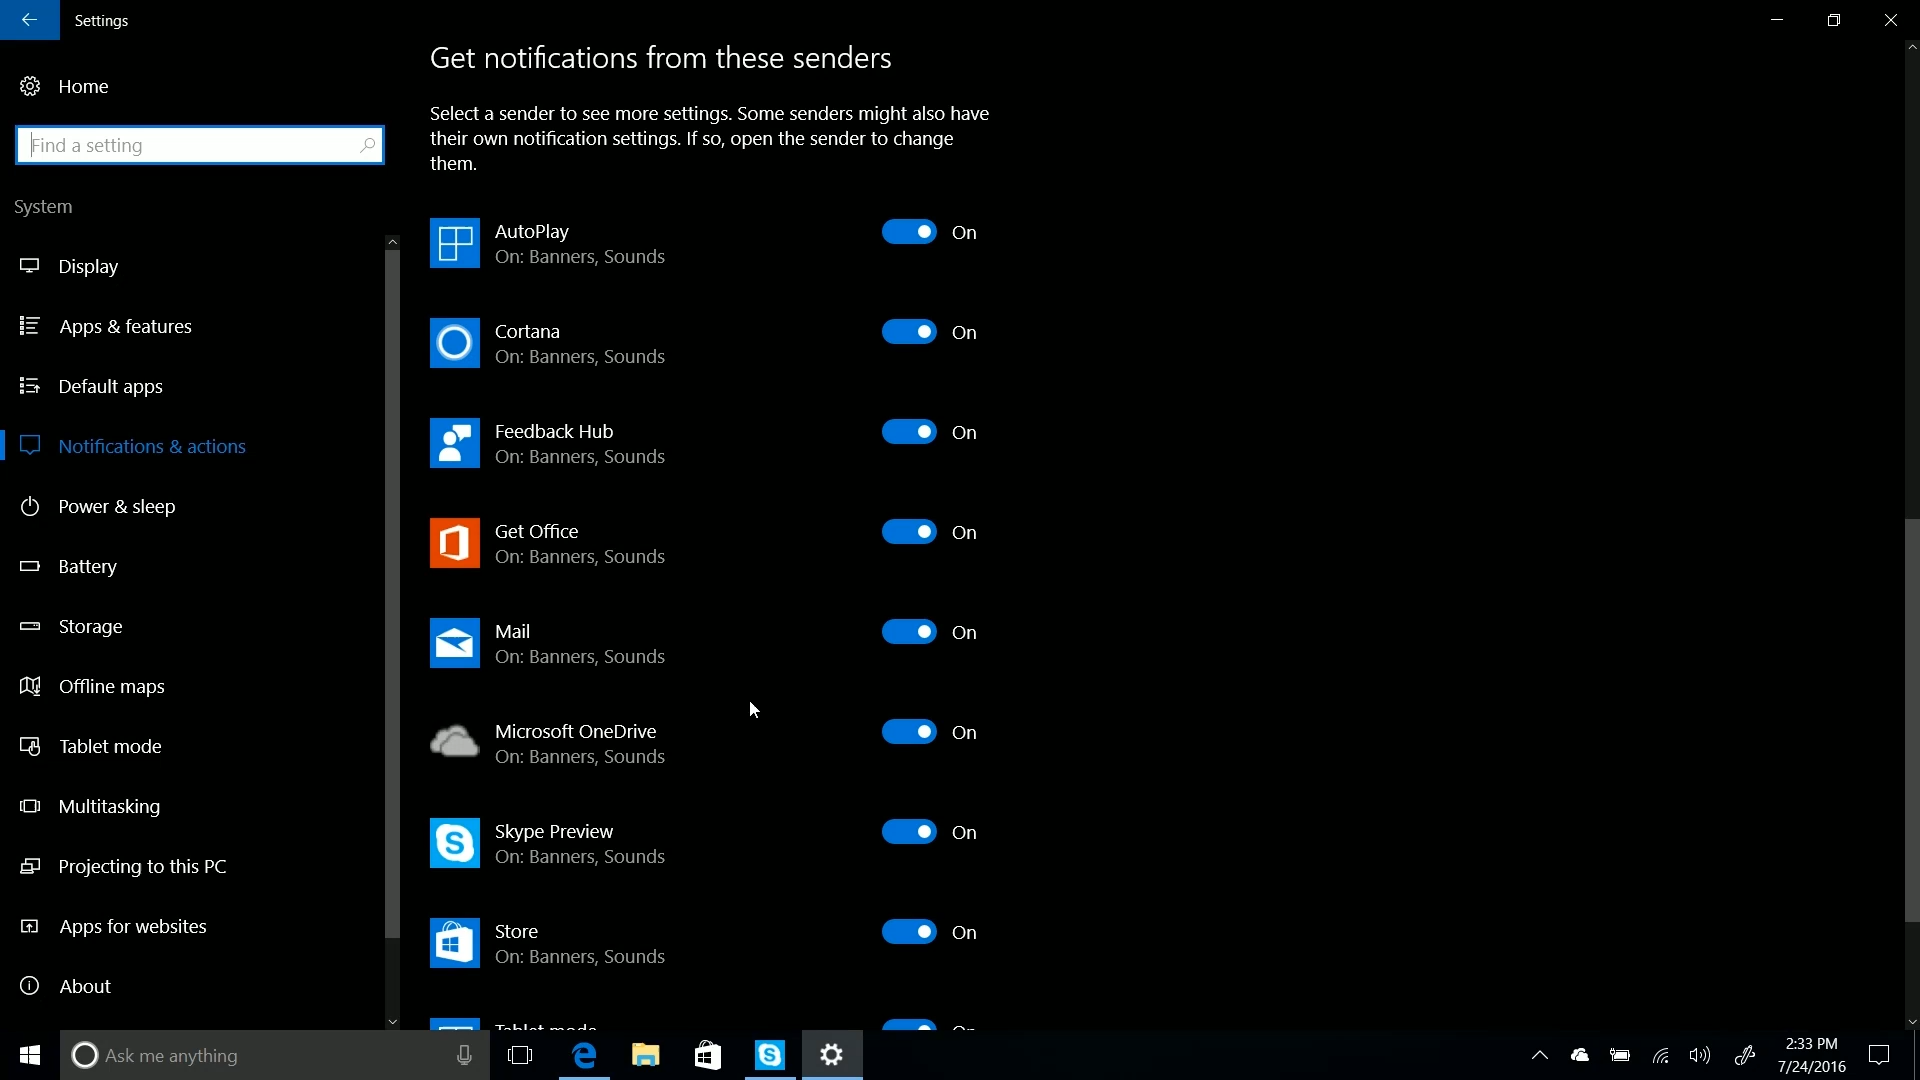 Settings
Home
Find a setting
System
Display
Apps & features
Default apps
Notifications & actions
Power & sleep
Battery
Storage
Offline maps
Tablet mode
Multitasking
Projecting to this PC
Apps for websites
About
Get notifications from these senders
Select a sender to see more settings. Some senders might also have
their own notification settings. If so, open the sender to change
them.
AutoPlay
On: Banners, Sounds
On
Cortana
On: Banners, Sounds
On
Feedback Hub
On: Banners, Sounds
On
Get Office
On: Banners, Sounds
On
Mail
On: Banners, Sounds
On
Microsoft OneDrive
On: Banners, Sounds
On
Skype Preview
On: Banners, Sounds
On
Store
On: Banners, Sounds
On
Tablet mode
On
Ask me anything
2:33 PM
7/24/2016